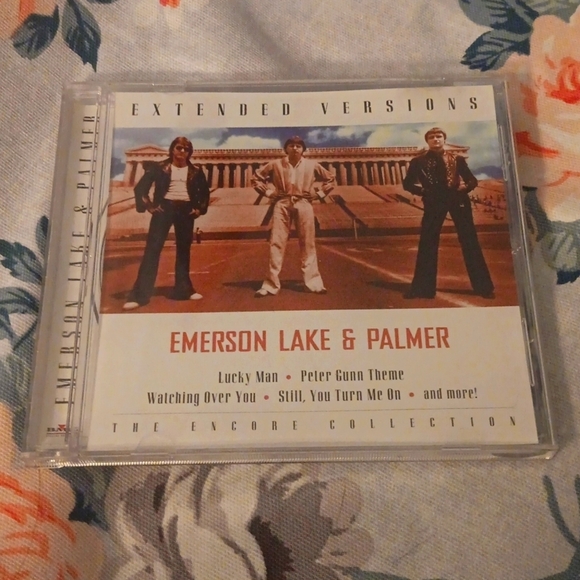 EXTENDED VERSIONS
EMERSON LAKE & PALMER
EMERSON LAKE & PALMER
Lucky Man • Peter Gunn Theme
Watching Over You • Still, You Turn Me On • and more!
THE ENCORE COLLECTION
BMG